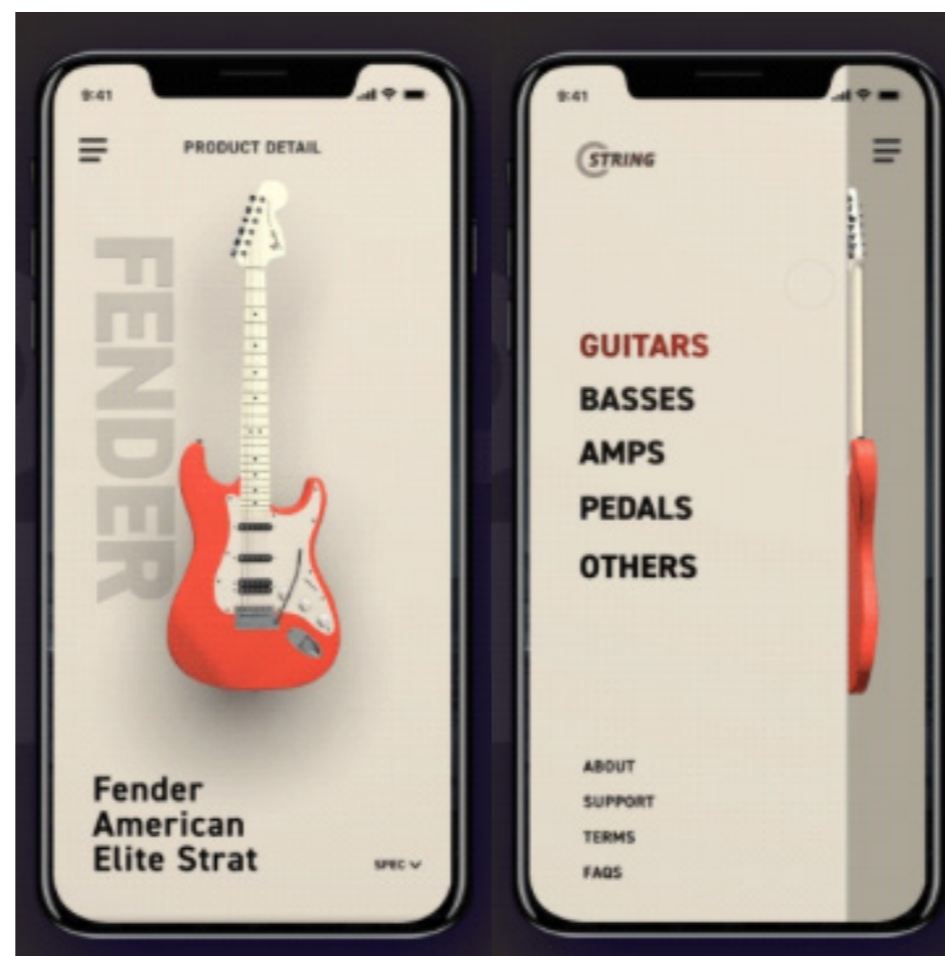 9:41
PRODUCT DETAIL
FENDER
Fender
American
Elite Strat
SPEC
9:41
STRING
GUITARS
BASSES
AMPS
PEDALS
OTHERS
ABOUT
SUPPORT
TERMS
FAQS